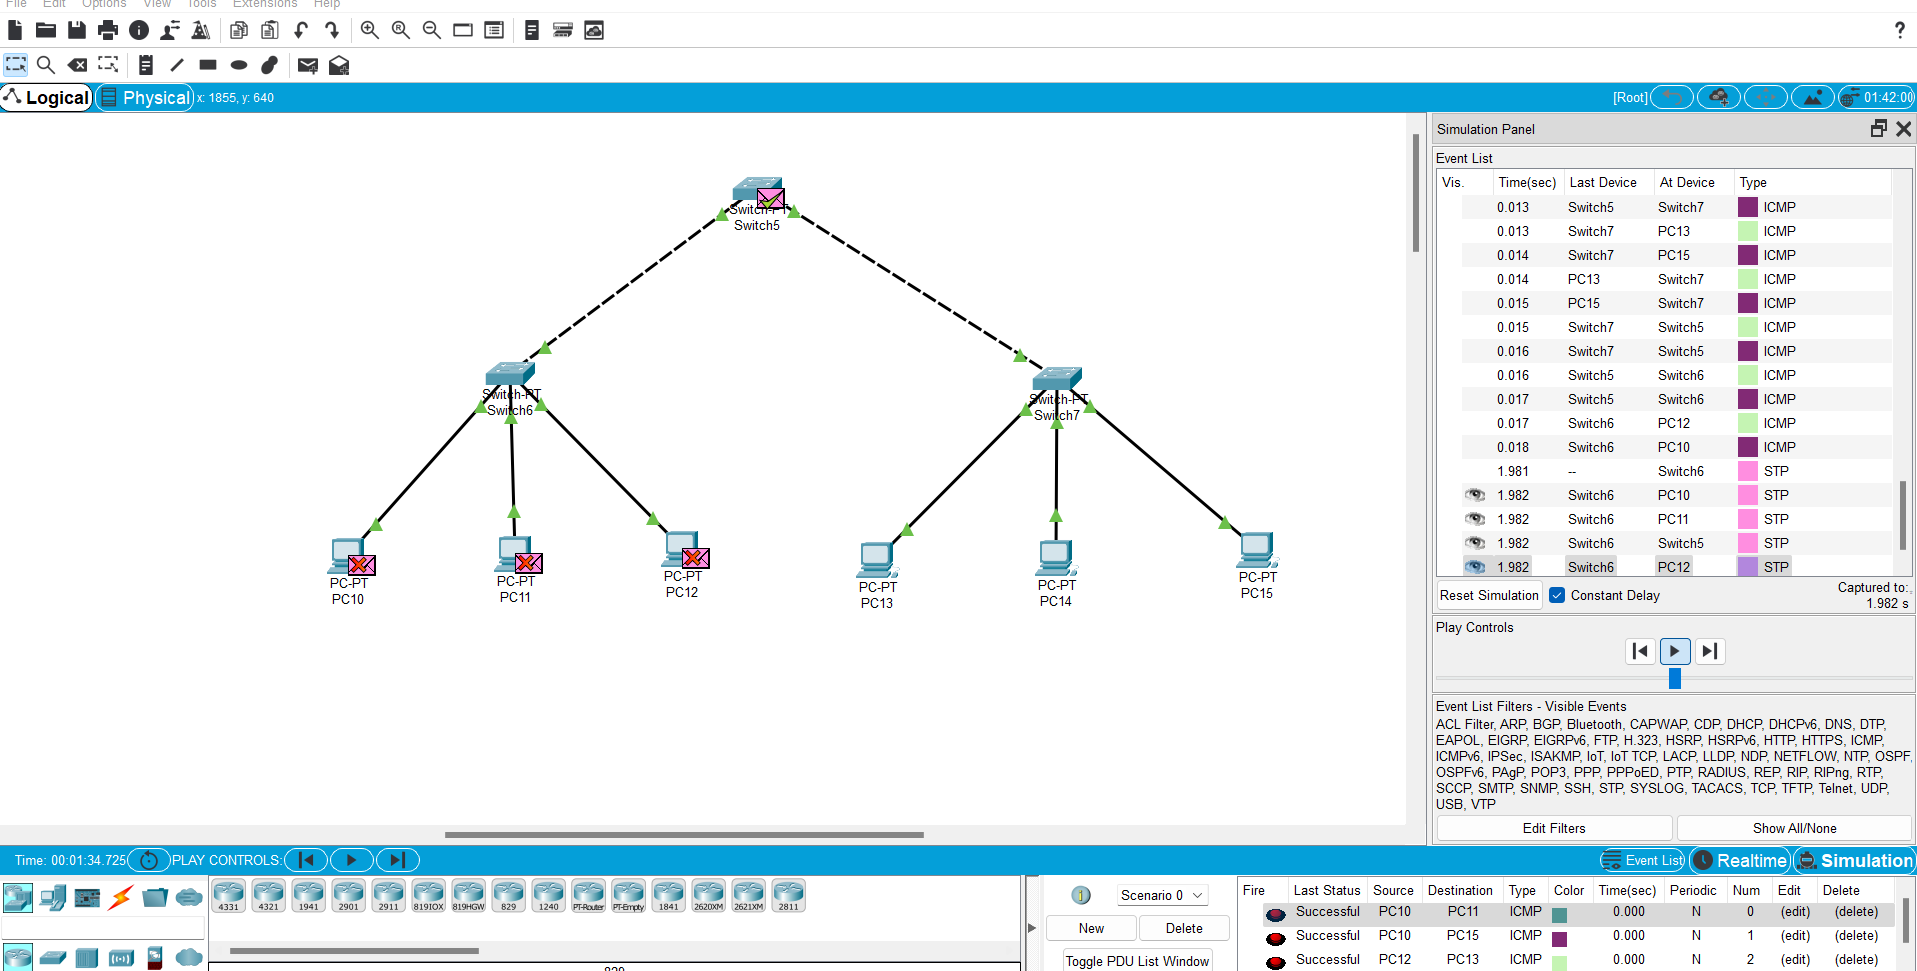 File Edit Options View Tools Extensions Help
?
Logical Physical x: 1855, y: 640 [Root] 01:42:00
Simulation Panel
Event List
Vis. Time(sec) Last Device At Device Type
0.013 Switch5 Switch7 ICMP
0.013 Switch7 PC13 ICMP
0.014 Switch7 PC15 ICMP
0.014 PC13 Switch7 ICMP
0.015 PC15 Switch7 ICMP
0.015 Switch7 Switch5 ICMP
0.016 Switch7 Switch5 ICMP
0.016 Switch5 Switch6 ICMP
0.017 Switch5 Switch6 ICMP
0.017 Switch6 PC12 ICMP
0.018 Switch6 PC10 ICMP
1.981 -- Switch6 STP
1.982 Switch6 PC10 STP
1.982 Switch6 PC11 STP
1.982 Switch6 Switch5 STP
1.982 Switch6 PC12 STP
Reset Simulation Constant Delay Captured to:
1.982 s
Play Controls
Event List Filters - Visible Events
ACL Filter, ARP, BGP, Bluetooth, CAPWAP, CDP, DHCP, DHCPv6, DNS, DTP,
EAPOL, EIGRP, EIGRPv6, FTP, H.323, HSRP, HSRPv6, HTTP, HTTPS, ICMP,
ICMPv6, IPSec, ISAKMP, IoT, IoT TCP, LACP, LLDP, NDP, NETFLOW, NTP, OSPF,
OSPFv6, PAgP, POP3, PPP, PPPoED, PTP, RADIUS, REP, RIP, RIPng, RTP,
SCCP, SMTP, SNMP, SSH, STP, SYSLOG, TACACS, TCP, TFTP, Telnet, UDP,
USB, VTP
Edit Filters Show All/None
Switch-PT
Switch5
Switch-PT
Switch6
Switch-PT
Switch7
PC-PT
PC10
PC-PT
PC11
PC-PT
PC12
PC-PT
PC13
PC-PT
PC14
PC-PT
PC15
Time: 00:01:34.725 PLAY CONTROLS: Event List Realtime Simulation
4331 4321 1941 2901 2911 819IOX 819HGW 829 1240 PT-Router PT-Empty 1841 2620XM 2621XM 2811
829
Scenario 0
New Delete
Toggle PDU List Window
Fire Last Status Source Destination Type Color Time(sec) Periodic Num Edit Delete
Successful PC10 PC11 ICMP 0.000 N 0 (edit) (delete)
Successful PC10 PC15 ICMP 0.000 N 1 (edit) (delete)
Successful PC12 PC13 ICMP 0.000 N 2 (edit) (delete)